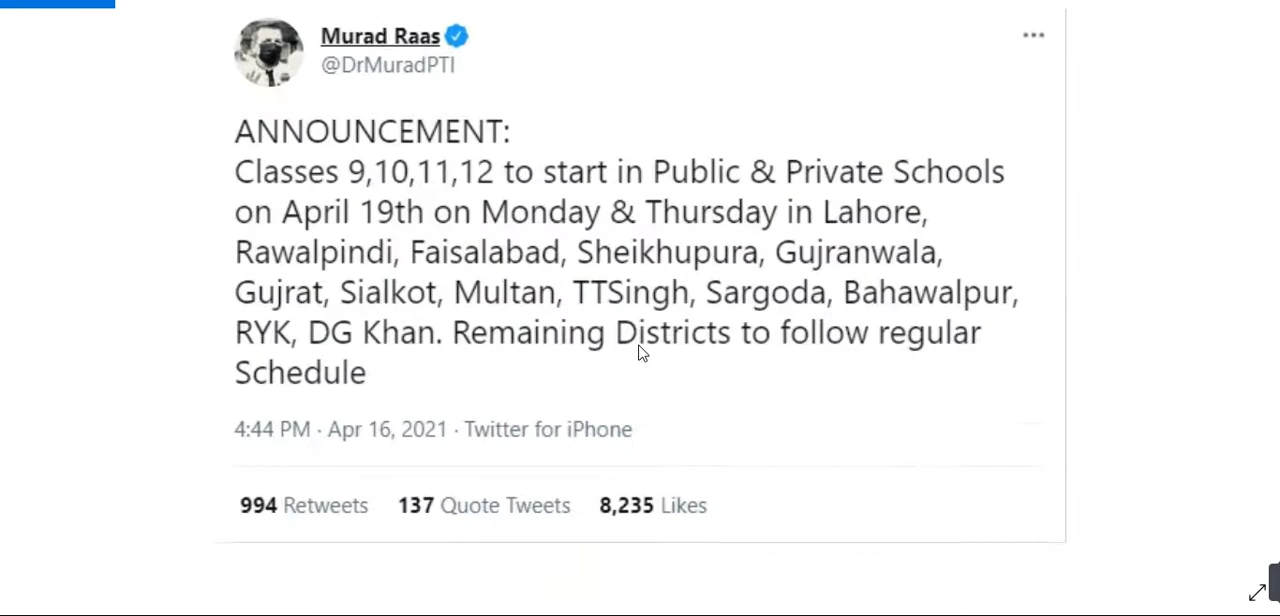 Murad Raas
@DrMuradPTI
ANNOUNCEMENT:
Classes 9,10,11,12 to start in Public & Private Schools
on April 19th on Monday & Thursday in Lahore,
Rawalpindi, Faisalabad, Sheikhupura, Gujranwala,
Gujrat, Sialkot, Multan, TTSingh, Sargoda, Bahawalpur,
RYK, DG Khan. Remaining Districts to follow regular
Schedule
4:44 PM · Apr 16, 2021 · Twitter for iPhone
994 Retweets 137 Quote Tweets 8,235 Likes